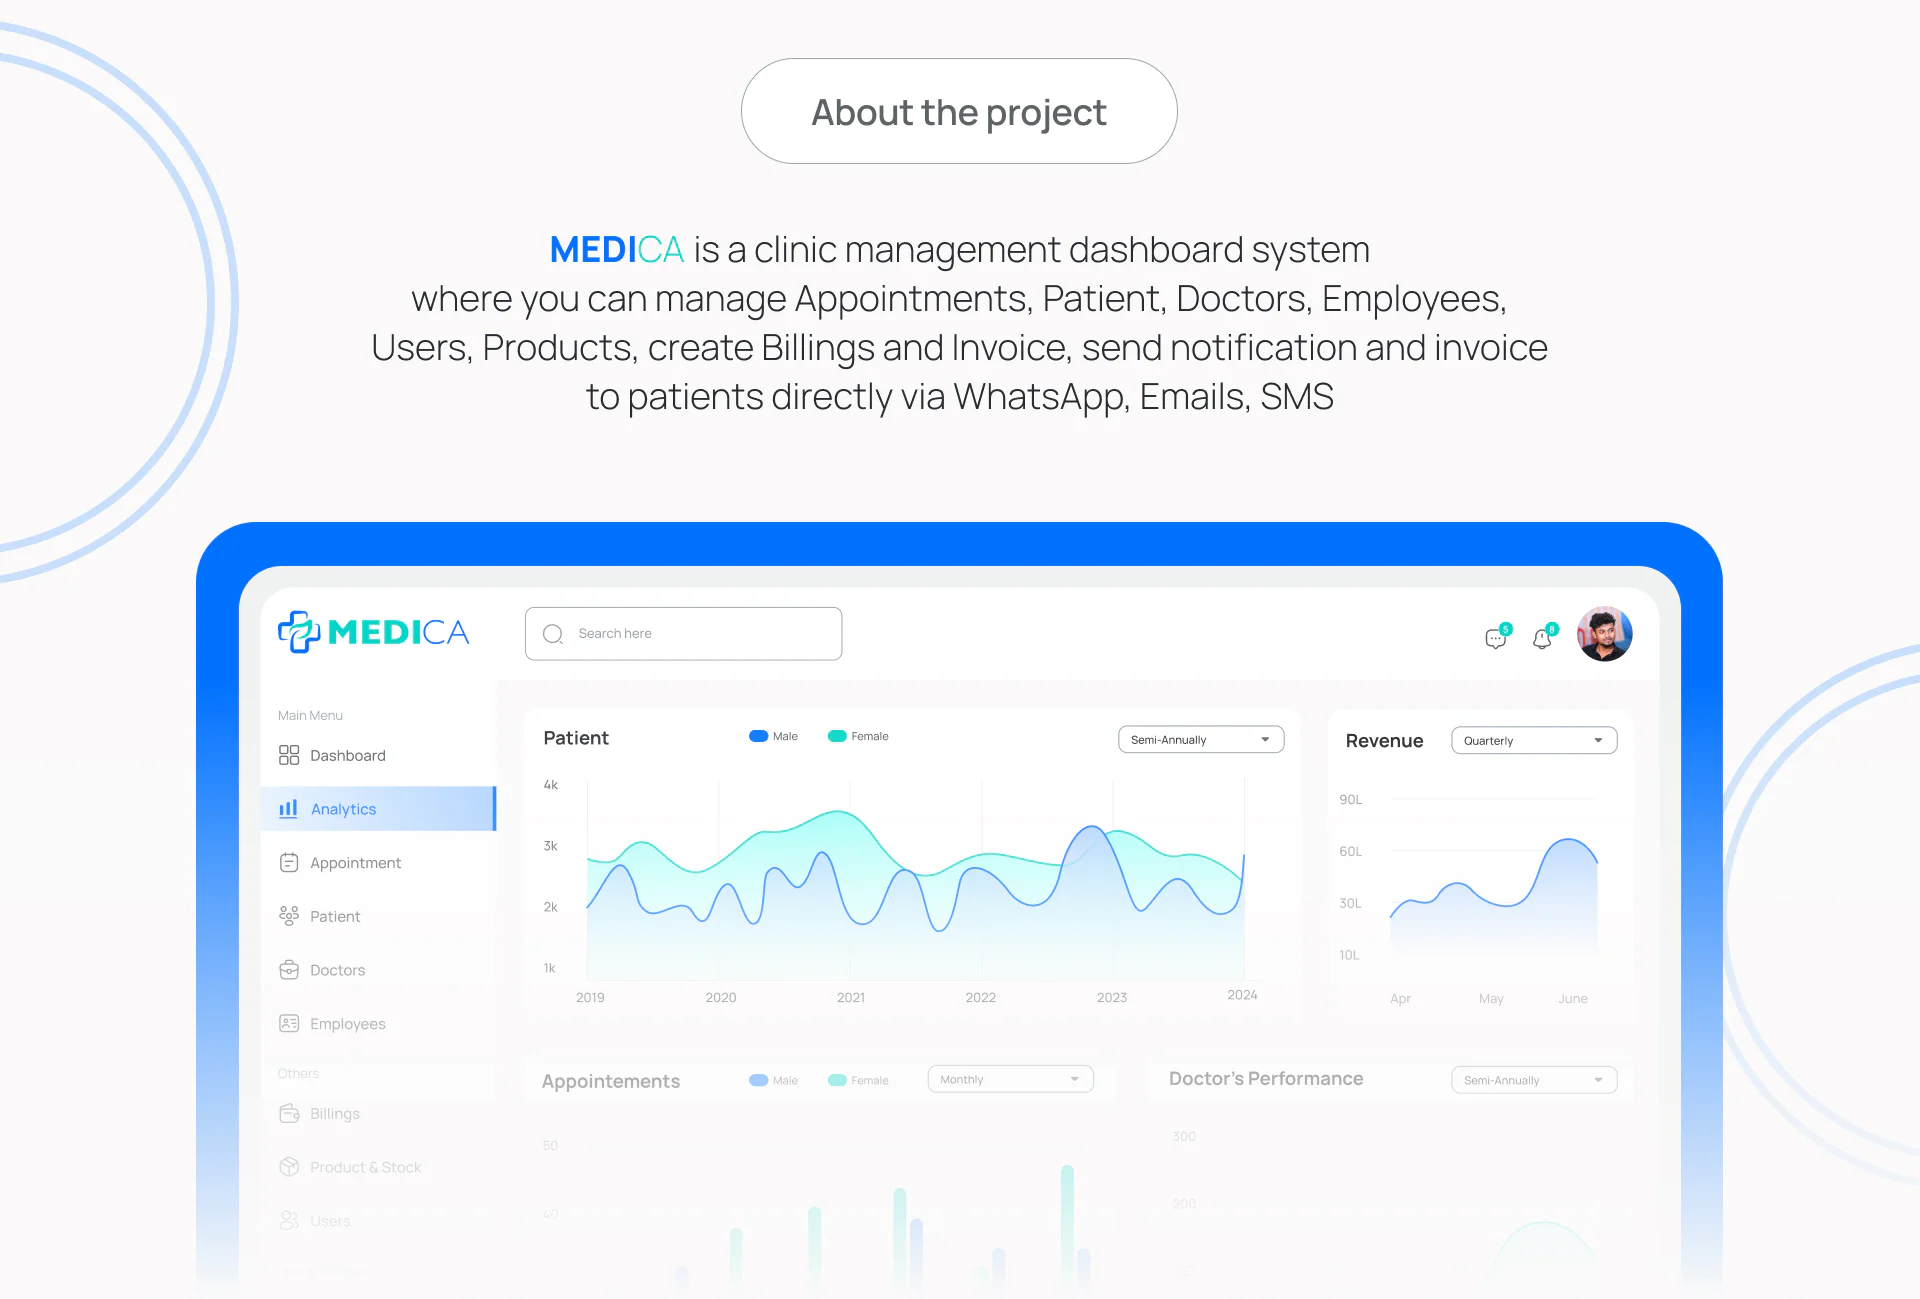 About the project
MEDICA is a clinic management dashboard system
where you can manage Appointments, Patient, Doctors, Employees,
Users, Products, create Billings and Invoice, send notification and invoice
to patients directly via WhatsApp, Emails, SMS
MEDICA
Search here
5
8
Main Menu
Dashboard
Analytics
Appointment
Patient
Doctors
Employees
Others
Billings
Product & Stock
Users
Patient
Male
Female
Semi-Annually
4k
3k
2k
1k
2019
2020
2021
2022
2023
2024
Revenue
Quarterly
90L
60L
30L
10L
Apr
May
June
Appointements
Male
Female
Monthly
50
40
Doctor's Performance
Semi-Annually
300
200